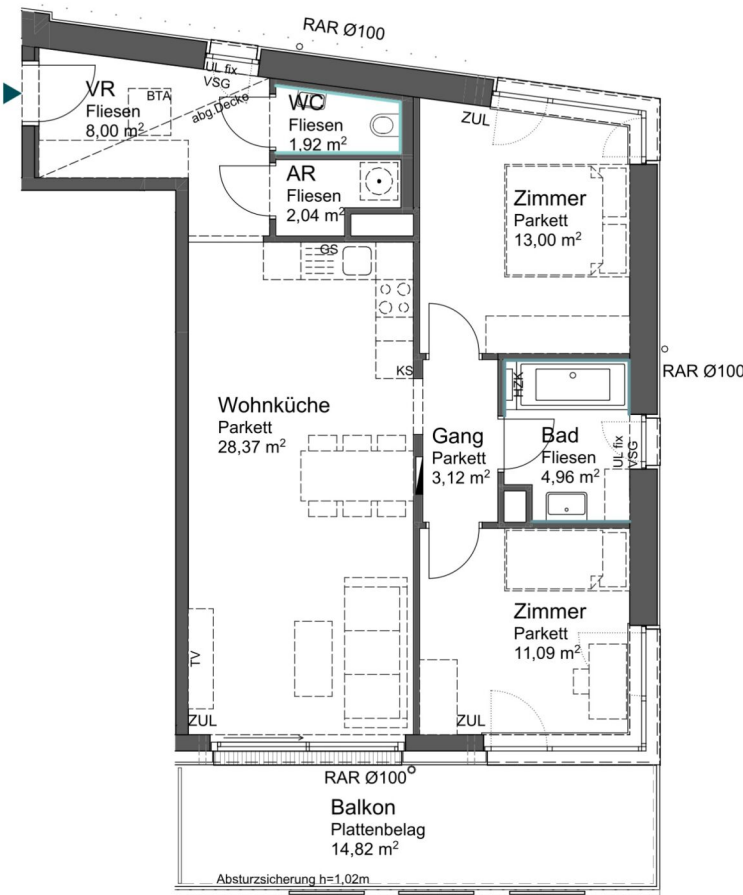 RAR Ø100
UL fix
VSG
VR
Fliesen
8,00 m²
BTA
abg.Decke
WC
Fliesen
1,92 m²
ZUL
AR
Fliesen
2,04 m²
Zimmer
Parkett
13,00 m²
GS
KS
RAR Ø100
Wohnküche
Parkett
28,37 m²
Gang
Parkett
3,12 m²
HZK
Bad
Fliesen
4,96 m²
UL fix
VSG
Zimmer
Parkett
11,09 m²
TV
ZUL
ZUL
RAR Ø100
Balkon
Plattenbelag
14,82 m²
Absturzsicherung h=1,02m